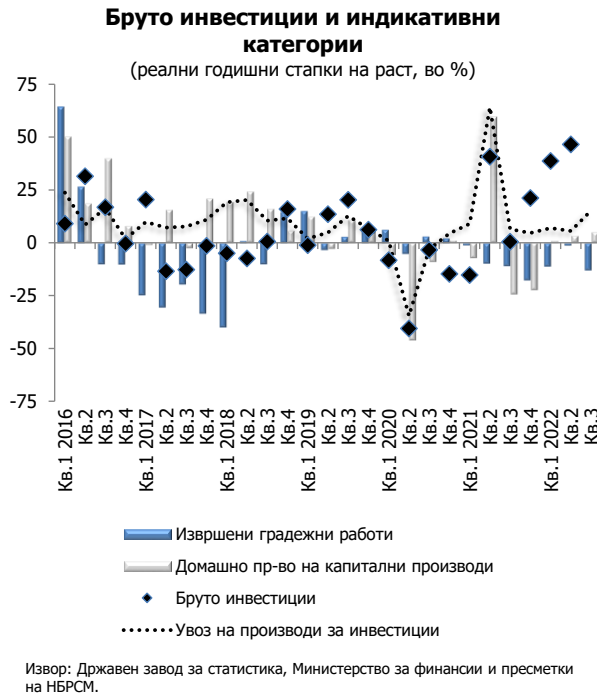 Бруто инвестиции и индикативни
категории
(реални годишни стапки на раст, во %)
75
50
25
0
-25
-50
-75
Кв.1 2016
Кв.2
Кв.3
Кв.4
Кв.1 2017
Кв.2
Кв.3
Кв.4
Кв.1 2018
Кв.2
Кв.3
Кв.4
Кв.1 2019
Кв.2
Кв.3
Кв.4
Кв.1 2020
Кв.2
Кв.3
Кв.4
Кв.1 2021
Кв.2
Кв.3
Кв.4
Кв.1 2022
Кв.2
Кв.3
Извршени градежни работи
Домашно пр-во на капитални производи
Бруто инвестиции
Увоз на производи за инвестиции
Извор: Државен завод за статистика, Министерство за финансии и пресметки
на НБРСМ.